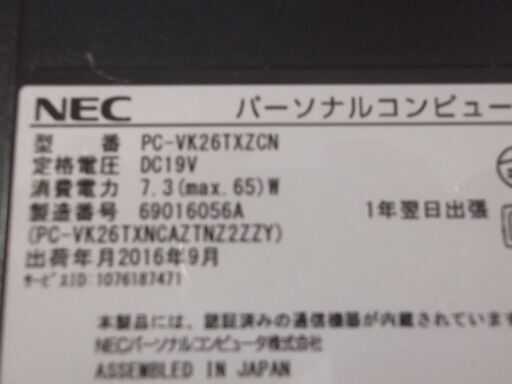 NEC パーソナルコンピュー
型 番 PC-VK26TXZCN
定格電圧 DC19V
消費電力 7.3(max.65)W
製造番号 69016056A
1年翌日出張
(PC-VK26TXNCAZTNZ2ZZY)
出荷年月2016年9月
サービスID:1076187471
本製品には、認証済みの通信機器が内蔵されています
NECパーソナルコンピュータ株式会社
ASSEMBLED IN JAPAN